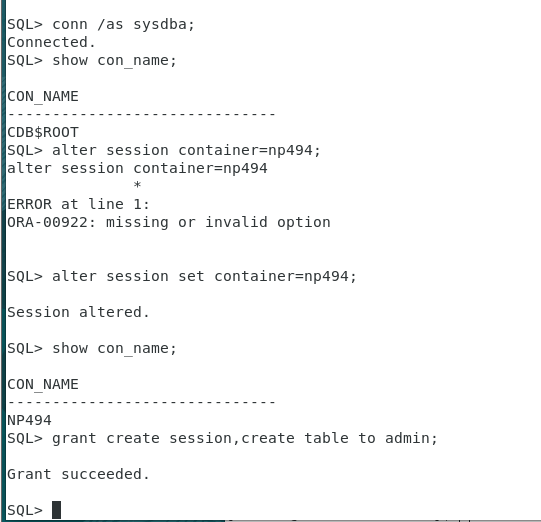 SQL> conn /as sysdba;
Connected.
SQL> show con_name;
CON_NAME
------------------------------
CDB$ROOT
SQL> alter session container=np494;
alter session container=np494
              *
ERROR at line 1:
ORA-00922: missing or invalid option
SQL> alter session set container=np494;
Session altered.
SQL> show con_name;
CON_NAME
------------------------------
NP494
SQL> grant create session,create table to admin;
Grant succeeded.
SQL>